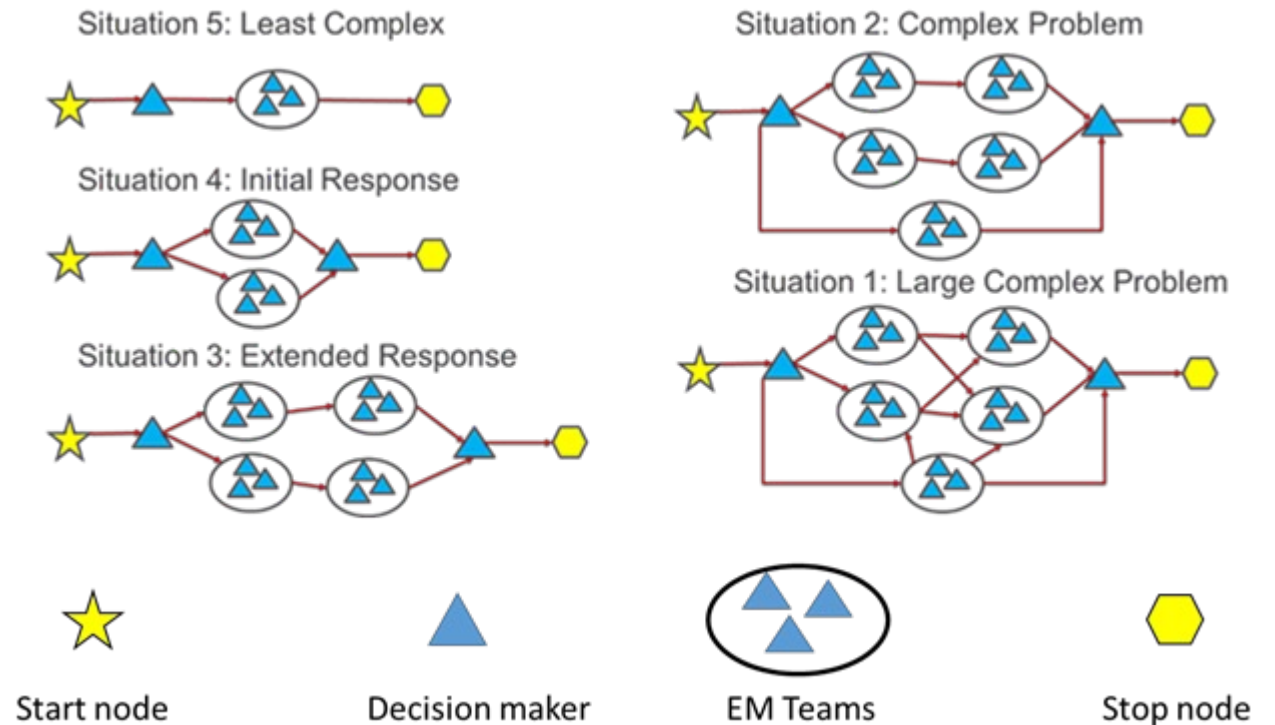 Situation 5: Least Complex
Situation 4: Initial Response
Situation 3: Extended Response
Situation 2: Complex Problem
Situation 1: Large Complex Problem
Start node
Decision maker
EM Teams
Stop node